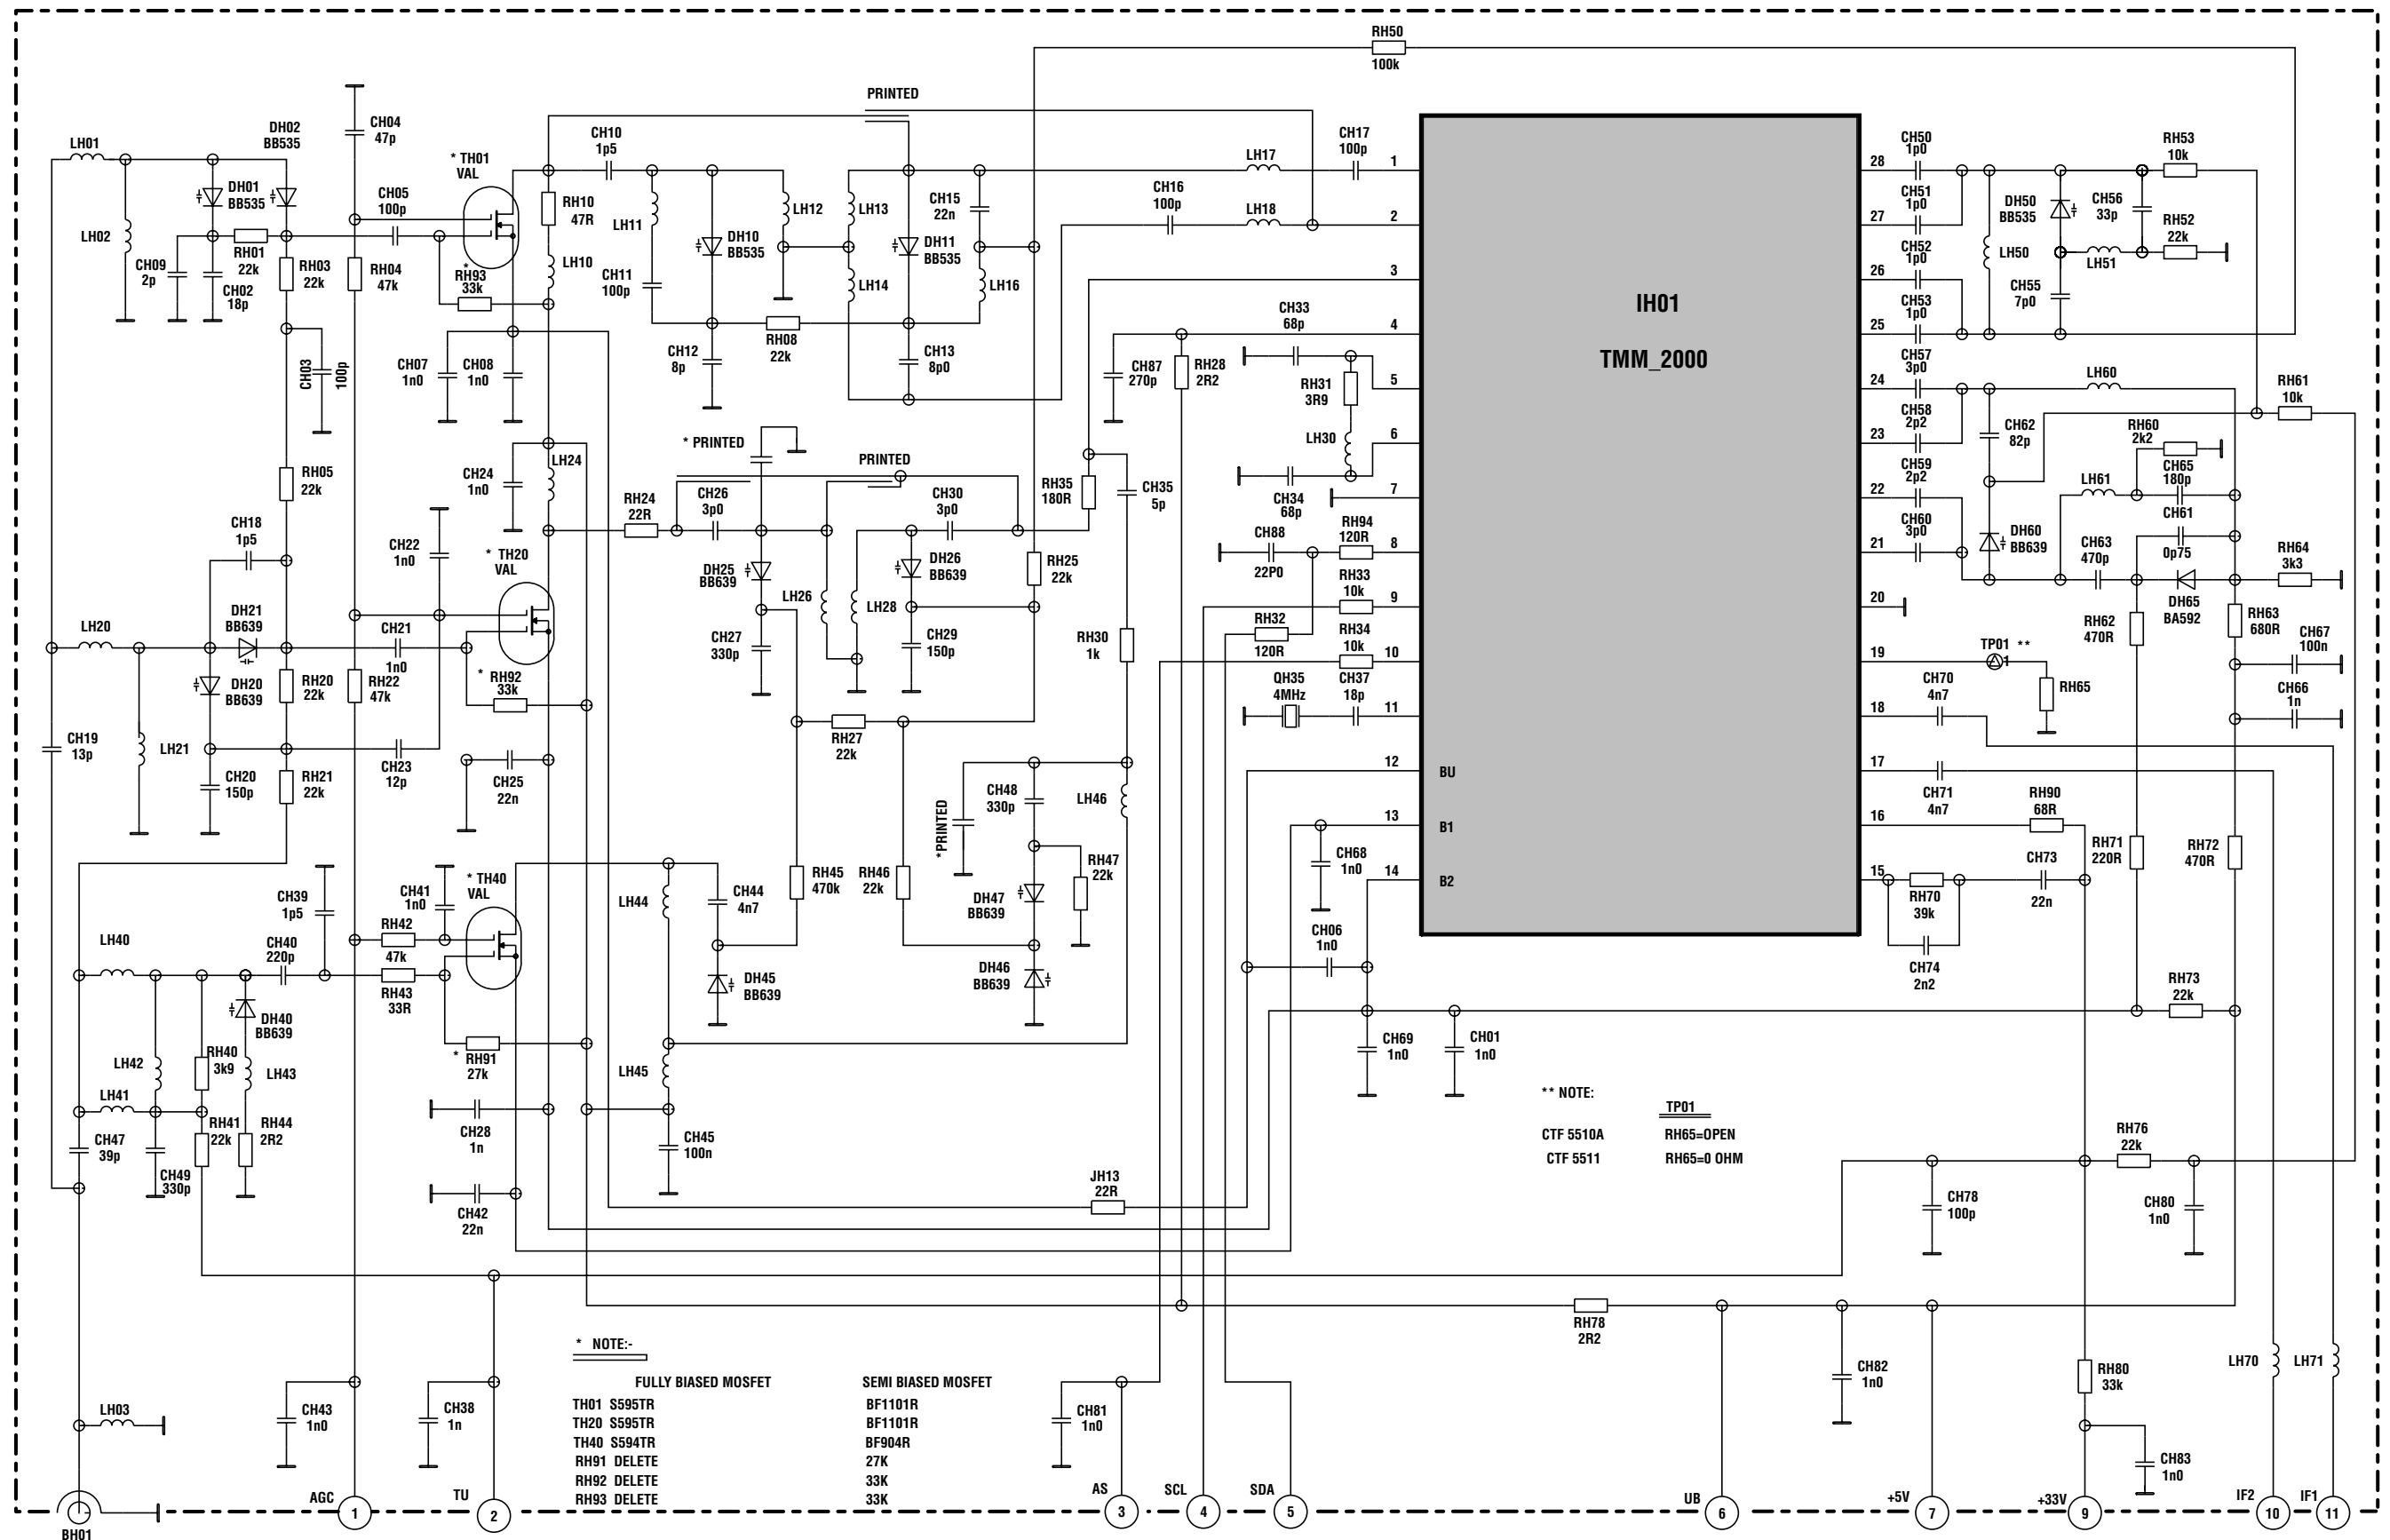 RH50
100k
PRINTED
LH01
DH02
BB535
CH04
47p
* TH01
VAL
CH10
1p5
DH01
BB535
CH05
100p
RH10
47R
LH11
LH12
LH13
CH15
22n
LH17
CH17
100p
CH16
100p
LH18
LH02
CH09
2p
RH01
22k
CH02
18p
RH03
22k
RH04
47k
*
RH93
33k
LH10
CH11
100p
DH10
BB535
DH11
BB535
LH14
LH16
CH03
100p
CH07
1n0
CH08
1n0
CH12
8p
RH08
22k
CH13
8p0
CH33
68p
CH87
270p
RH28
2R2
RH31
3R9
LH30
CH34
68p
1
2
3
4
5
6
7
8
9
10
11
12
13
14
IH01
TMM_2000
BU
B1
B2
28
27
26
25
24
23
22
21
20
19
18
17
16
15
CH50
1p0
CH51
1p0
CH52
1p0
CH53
1p0
CH57
3p0
CH58
2p2
CH59
2p2
CH60
3p0
DH50
BB535
CH56
33p
RH53
10k
RH52
22k
LH50
LH51
CH55
7p0
LH60
RH61
10k
CH62
82p
RH60
2k2
CH65
180p
LH61
CH61
0p75
DH60
BB639
CH63
470p
DH65
BA592
RH64
3k3
RH62
470R
RH63
680R
CH67
100n
CH66
1n
TP01 **
1
RH65
CH70
4n7
CH71
4n7
RH90
68R
RH71
220R
RH72
470R
CH73
22n
RH70
39k
CH74
2n2
RH73
22k
* PRINTED
PRINTED
RH05
22k
CH24
1n0
LH24
RH24
22R
CH26
3p0
CH30
3p0
RH35
180R
CH35
5p
CH88
22P0
RH94
120R
RH33
10k
RH32
120R
RH34
10k
QH35
4MHz
CH37
18p
CH18
1p5
CH22
1n0
* TH20
VAL
DH25
BB639
DH26
BB639
RH25
22k
LH26
LH28
DH21
BB639
LH20
CH21
1n0
CH27
330p
CH29
150p
RH30
1k
DH20
BB639
RH20
22k
RH22
47k
* RH92
33k
CH19
13p
LH21
CH20
150p
RH21
22k
CH23
12p
CH25
22n
RH27
22k
CH48
330p
LH46
*PRINTED
CH39
1p5
CH41
1n0
* TH40
VAL
LH44
CH44
4n7
RH45
470k
RH46
22k
DH47
BB639
RH47
22k
CH68
1n0
CH06
1n0
LH40
CH40
220p
RH42
47k
RH43
33R
DH45
BB639
DH46
BB639
DH40
BB639
LH42
RH40
3k9
LH43
* RH91
27k
LH45
CH69
1n0
CH01
1n0
LH41
CH47
39p
CH49
330p
RH41
22k
RH44
2R2
CH28
1n
CH45
100n
CH42
22n
JH13
22R
** NOTE:
TP01
CTF 5510A
RH65=OPEN
CTF 5511
RH65=0 OHM
RH76
22k
CH78
100p
CH80
1n0
RH78
2R2
CH82
1n0
RH80
33k
CH83
1n0
LH70
LH71
LH03
CH43
1n0
CH38
1n
CH81
1n0
* NOTE:-
FULLY BIASED MOSFET
SEMI BIASED MOSFET
TH01 S595TR
BF1101R
TH20 S595TR
BF1101R
TH40 S594TR
BF904R
RH91 DELETE
27K
RH92 DELETE
33K
RH93 DELETE
33K
BH01
AGC
1
TU
2
AS
3
SCL
4
SDA
5
UB
6
+5V
7
+33V
9
IF2
10
IF1
11